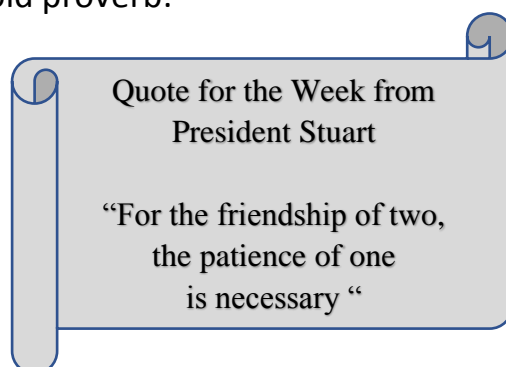 old proverb.
Quote for the Week from
President Stuart
“For the friendship of two,
the patience of one
is necessary “